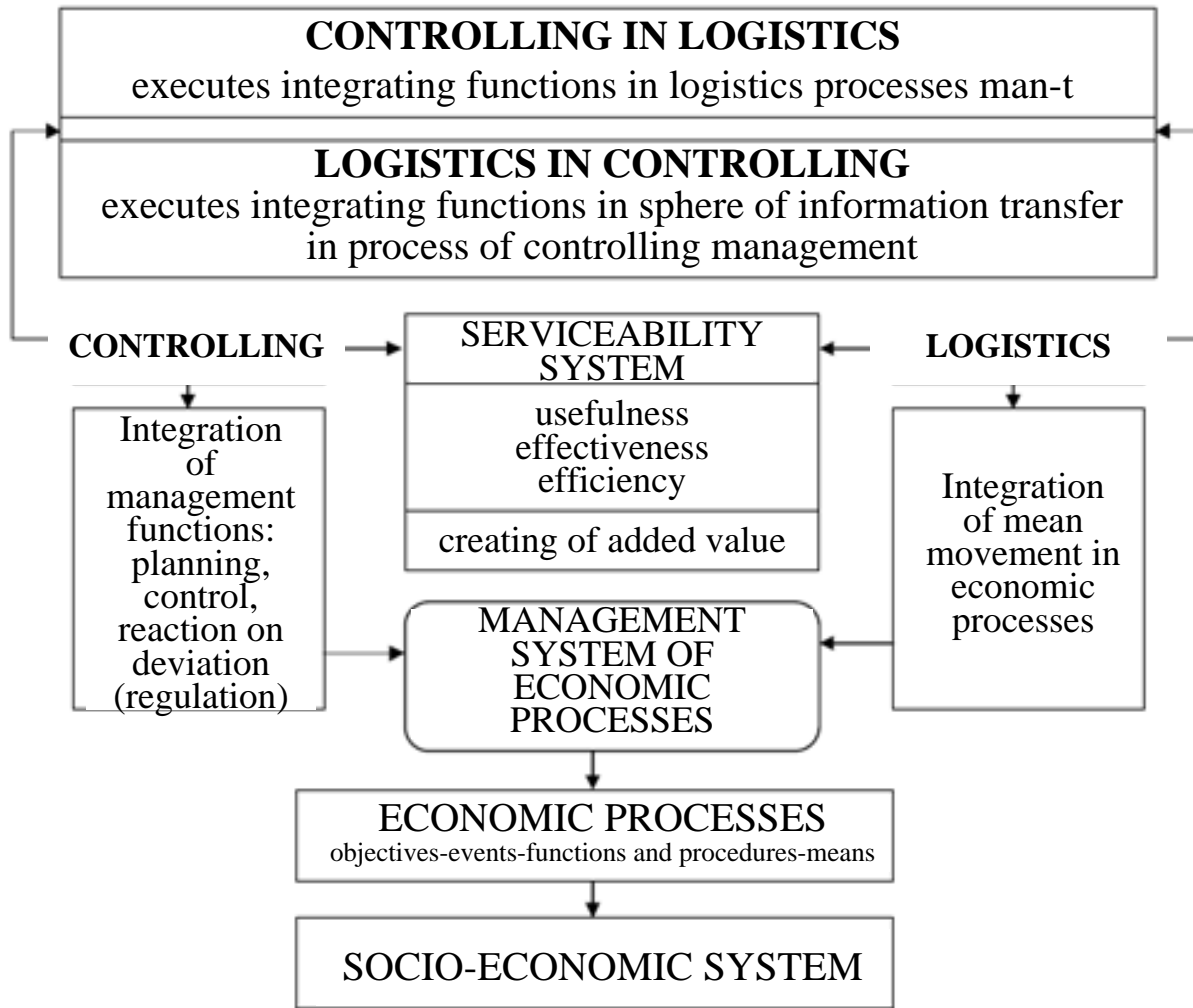 CONTROLLING IN LOGISTICS
executes integrating functions in logistics processes man-t
LOGISTICS IN CONTROLLING
executes integrating functions in sphere of information transfer
in process of controlling management
CONTROLLING
SERVICEABILITY
SYSTEM
LOGISTICS
Integration
of
management
functions:
planning,
control,
reaction on
deviation
(regulation)
usefulness
effectiveness
efficiency
creating of added value
Integration
of mean
movement in
economic
processes
MANAGEMENT
SYSTEM OF
ECONOMIC
PROCESSES
ECONOMIC PROCESSES
objectives-events-functions and procedures-means
SOCIO-ECONOMIC SYSTEM